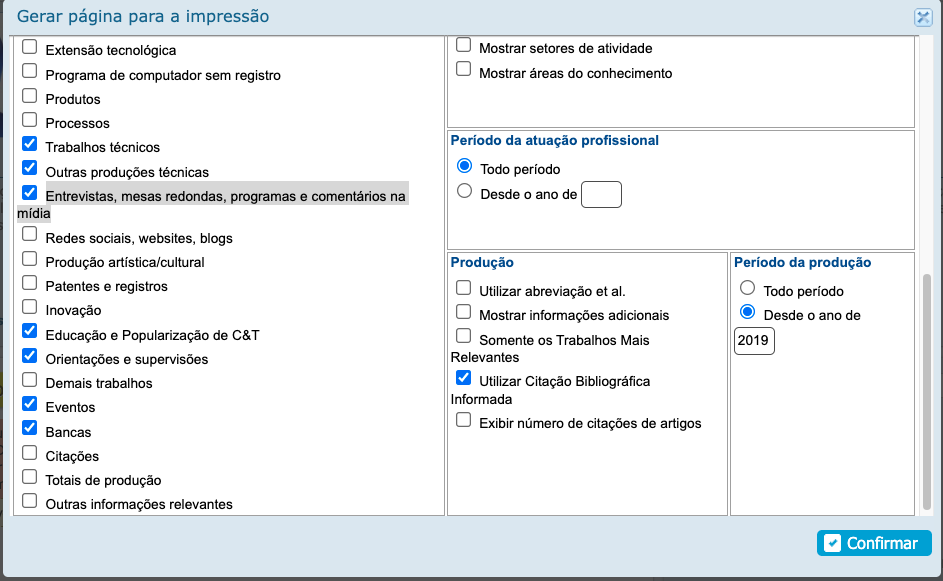 Gerar página para a impressão
Extensão tecnológica
Programa de computador sem registro
Produtos
Processos
Trabalhos técnicos
Outras produções técnicas
Entrevistas, mesas redondas, programas e comentários na
mídia
Redes sociais, websites, blogs
Produção artística/cultural
Patentes e registros
Inovação
Educação e Popularização de C&T
Orientações e supervisões
Demais trabalhos
Eventos
Bancas
Citações
Totais de produção
Outras informações relevantes
Mostrar setores de atividade
Mostrar áreas do conhecimento
Período da atuação profissional
Todo período
Desde o ano de
Produção
Utilizar abreviação et al.
Mostrar informações adicionais
Somente os Trabalhos Mais
Relevantes
Utilizar Citação Bibliográfica
Informada
Exibir número de citações de artigos
Período da produção
Todo período
Desde o ano de
2019
Confirmar